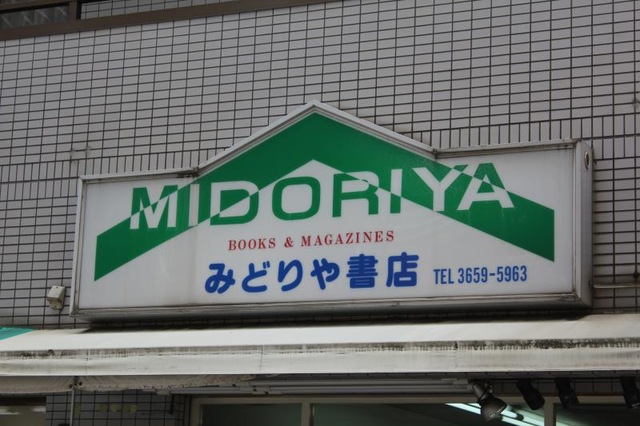 MIDORIYA
BOOKS & MAGAZINES
みどりや書店 TEL 3659-5963